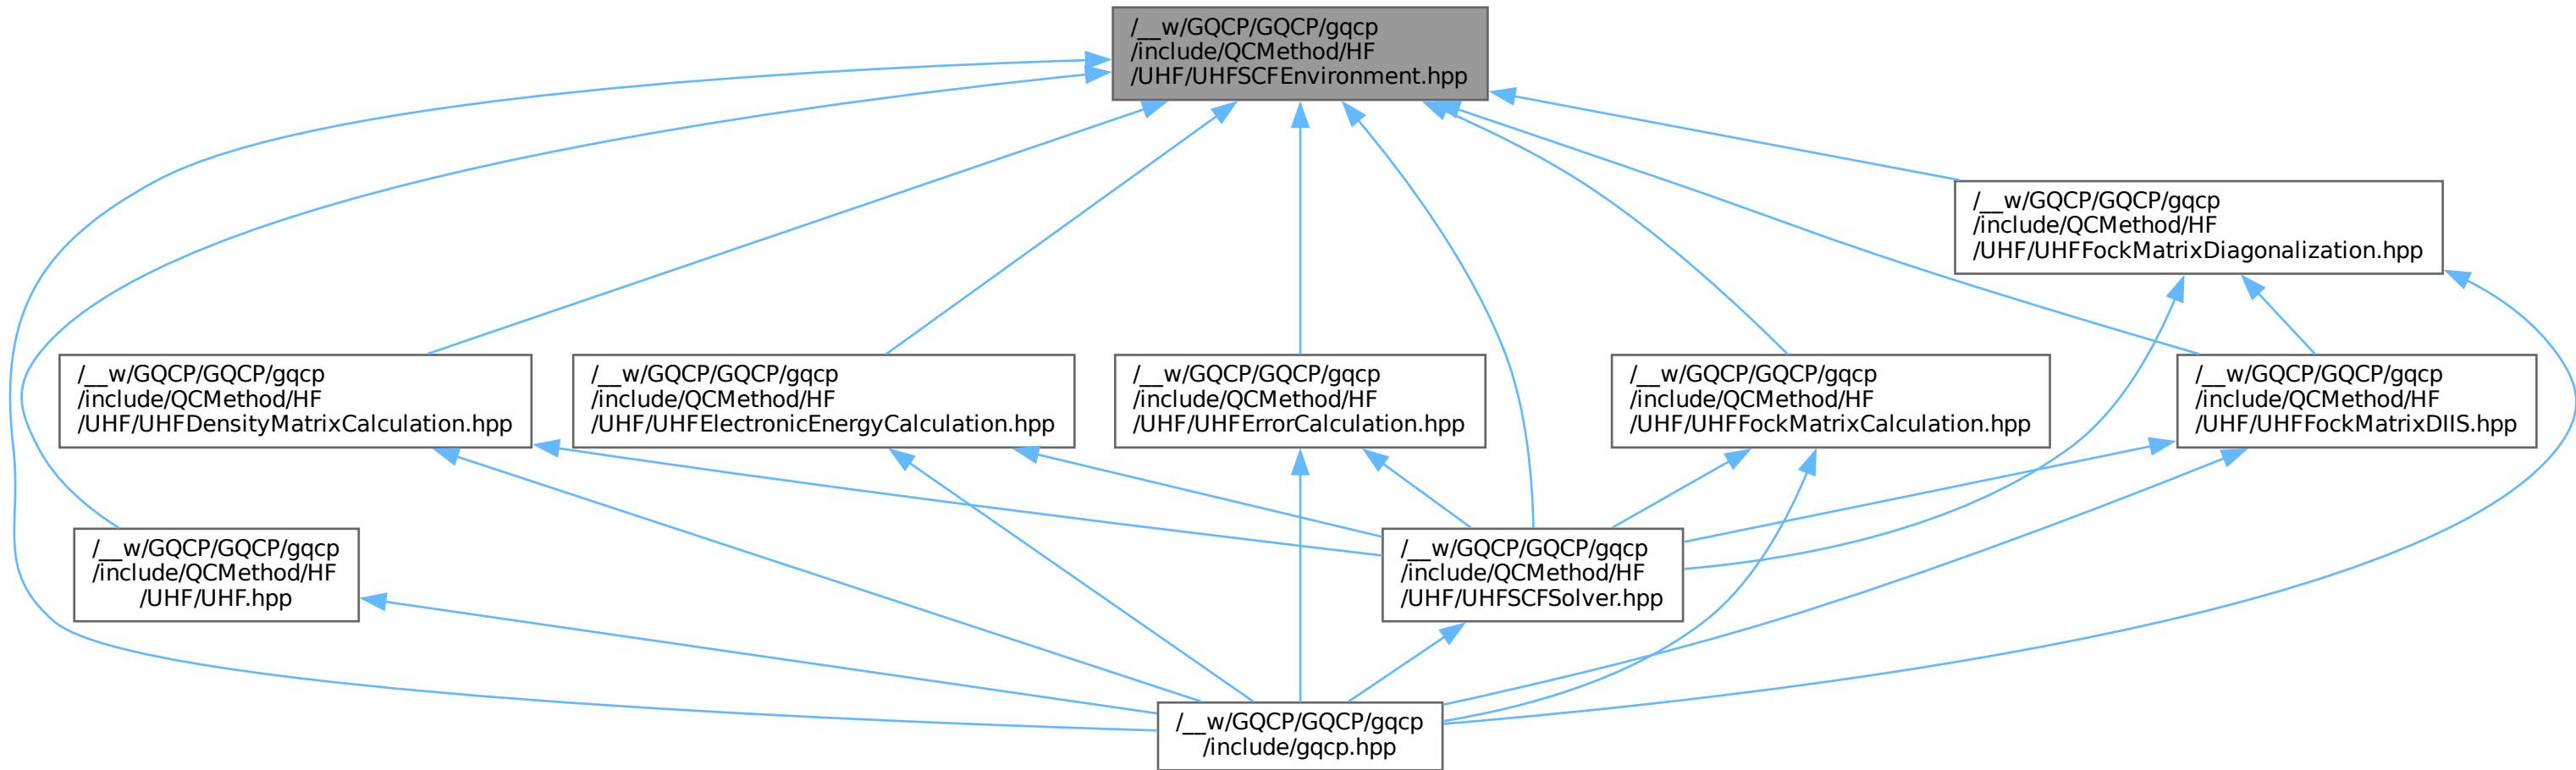 /__w/GQCP/GQCP/gqcp
/include/QCMethod/HF
/UHF/UHFSCFEnvironment.hpp
/__w/GQCP/GQCP/gqcp
/include/QCMethod/HF
/UHF/UHFFockMatrixDiagonalization.hpp
/__w/GQCP/GQCP/gqcp
/include/QCMethod/HF
/UHF/UHFDensityMatrixCalculation.hpp
/__w/GQCP/GQCP/gqcp
/include/QCMethod/HF
/UHF/UHFElectronicEnergyCalculation.hpp
/__w/GQCP/GQCP/gqcp
/include/QCMethod/HF
/UHF/UHFErrorCalculation.hpp
/__w/GQCP/GQCP/gqcp
/include/QCMethod/HF
/UHF/UHFFockMatrixCalculation.hpp
/__w/GQCP/GQCP/gqcp
/include/QCMethod/HF
/UHF/UHFFockMatrixDIIS.hpp
/__w/GQCP/GQCP/gqcp
/include/QCMethod/HF
/UHF/UHF.hpp
/__w/GQCP/GQCP/gqcp
/include/QCMethod/HF
/UHF/UHFSCFSolver.hpp
/__w/GQCP/GQCP/gqcp
/include/gqcp.hpp